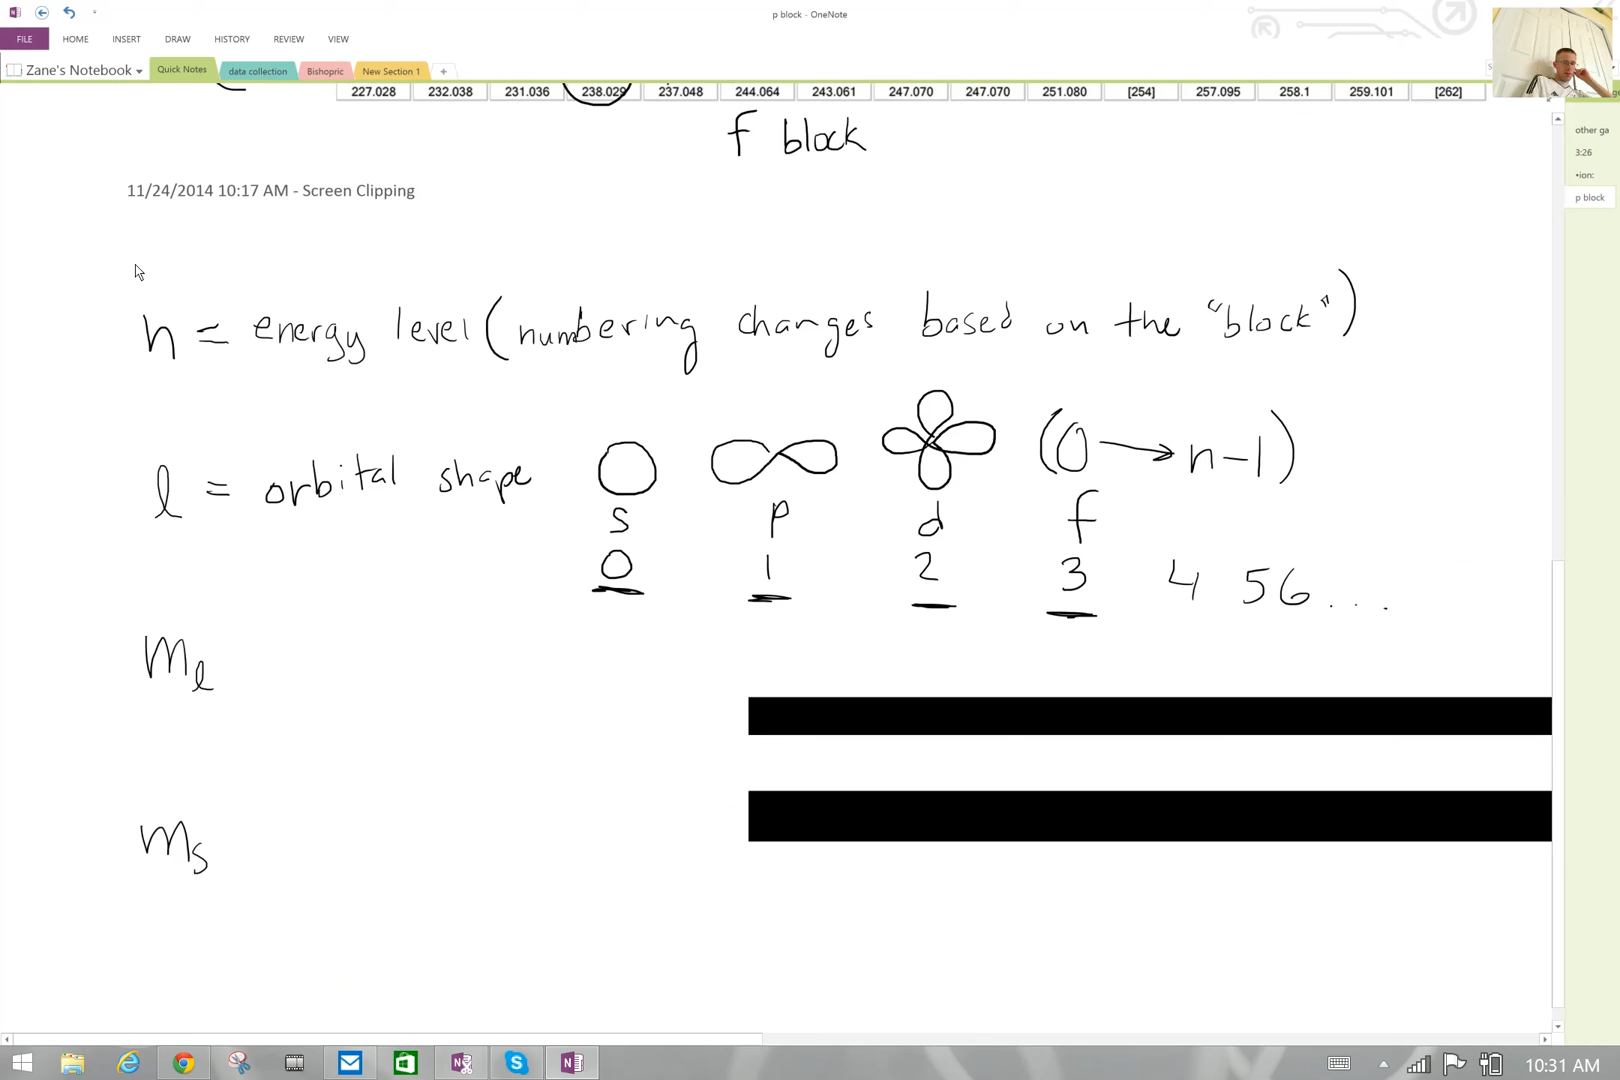 p block - OneNote
FILE HOME INSERT DRAW HISTORY REVIEW VIEW
Zane's Notebook Quick Notes data collection Bishopric New Section 1 +
227.028 232.038 231.036 238.029 237.048 244.064 243.061 247.070 247.070 251.080 [254] 257.095 258.1 259.101 [262]
other ga
3:26
•ion:
p block
f block
11/24/2014 10:17 AM - Screen Clipping
n = energy level (numbering changes based on the "block")
l = orbital shape (0 → n-1)
s p d f
0 1 2 3 4 5 6 ...
m_l
m_s
10:31 AM